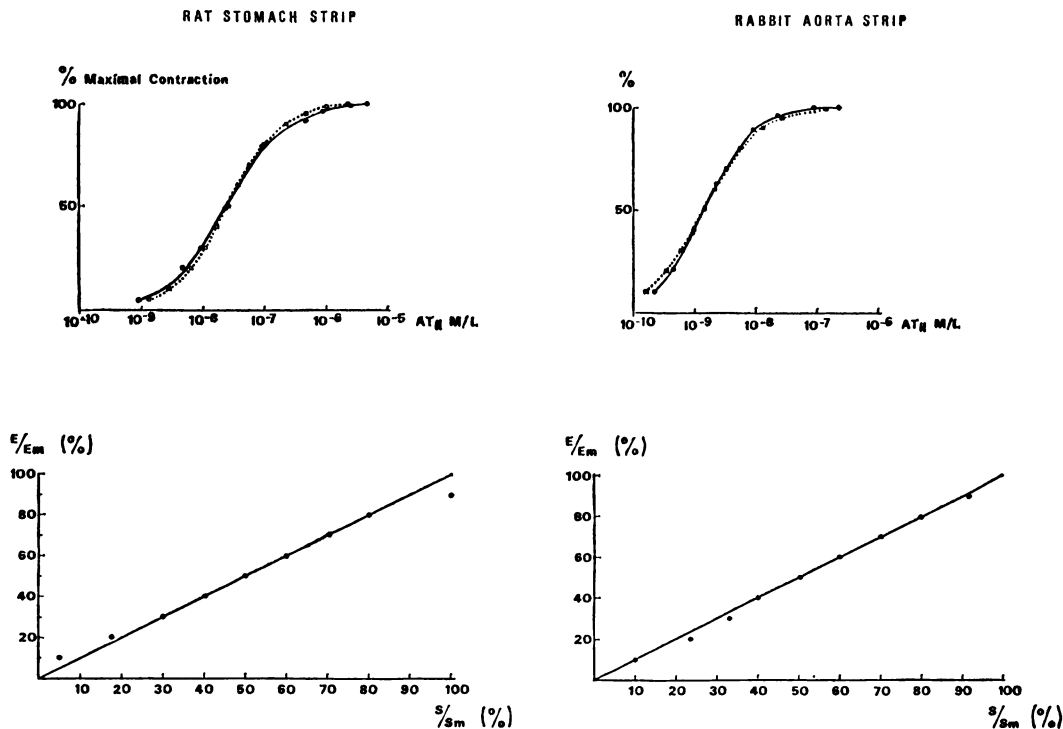 RAT STOMACH STRIP
% Maximal Contraction
100
50
10-10 10-9 10-8 10-7 10-6 10-5 ATII M/L
RABBIT AORTA STRIP
%
100
50
10-10 10-9 10-8 10-7 10-6 ATII M/L
E/Em (%)
100
80
60
40
20
10 20 30 40 50 60 70 80 90 100
S/Sm (%)
E/Em (%)
100
80
60
40
20
10 20 30 40 50 60 70 80 90 100
S/Sm (%)